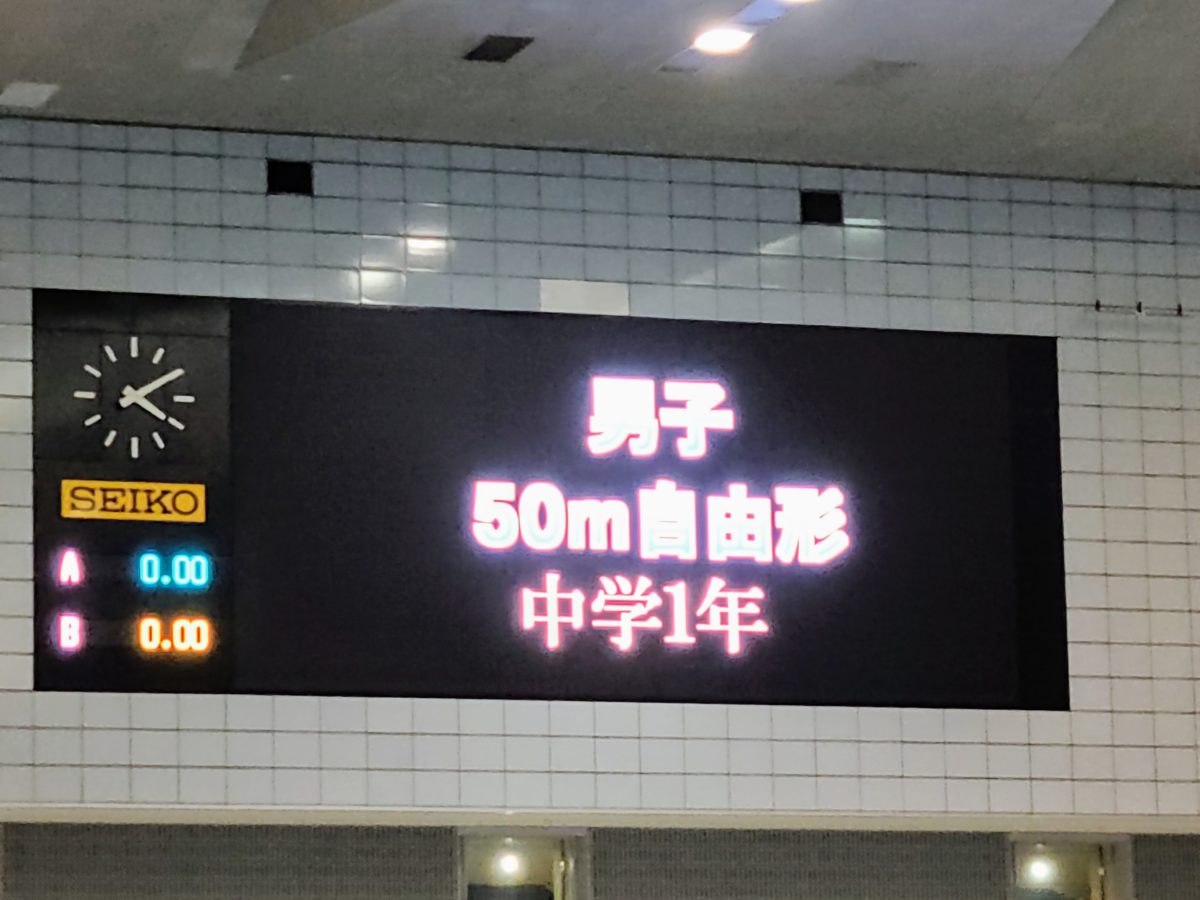 男子
50m自由形
中学1年
SEIKO
A 0.00
B 0.00